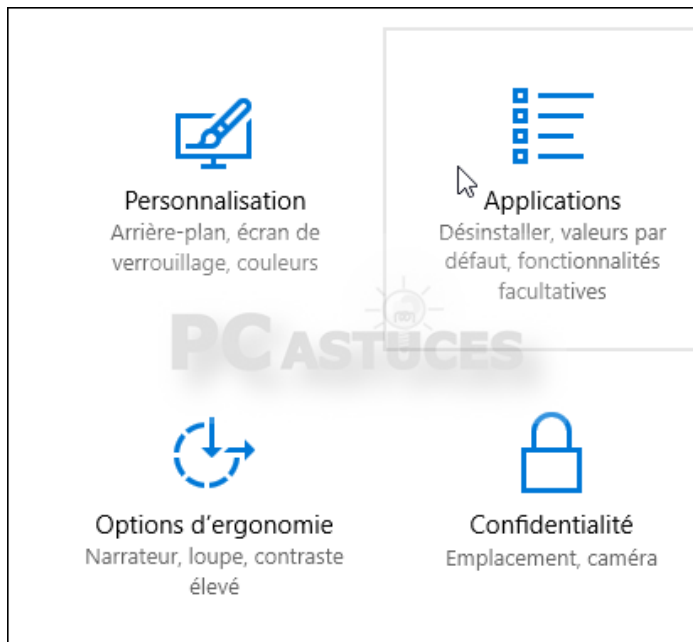 Personnalisation
Arrière-plan, écran de
verrouillage, couleurs
Applications
Désinstaller, valeurs par
défaut, fonctionnalités
facultatives
PC ASTUCES
Options d’ergonomie
Narrateur, loupe, contraste
élevé
Confidentialité
Emplacement, caméra